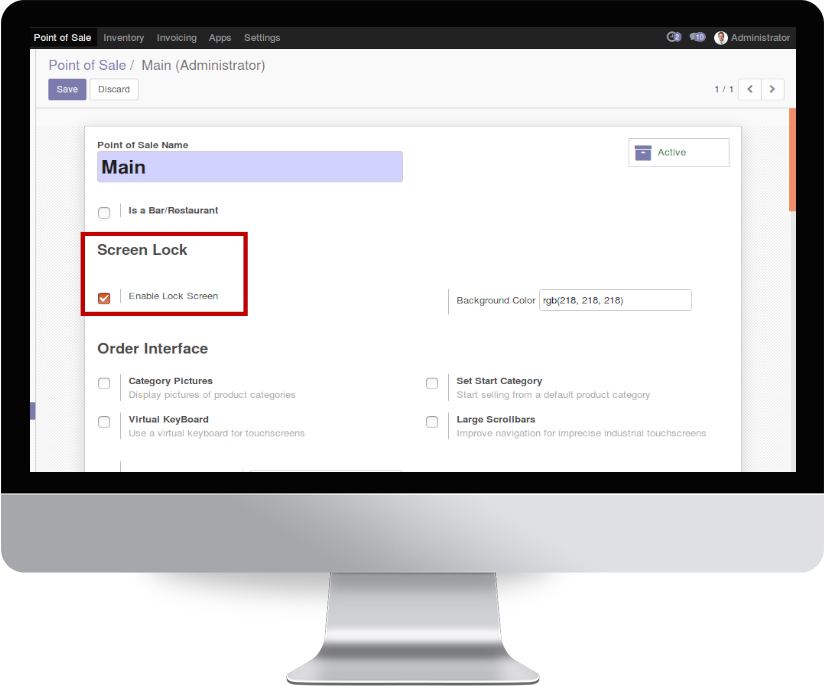 Point of Sale Inventory Invoicing Apps Settings 2 10 Administrator
Point of Sale / Main (Administrator)
Save Discard 1 / 1
Point of Sale Name
Main
Active
Is a Bar/Restaurant
Screen Lock
Enable Lock Screen
Background Color rgb(218, 218, 218)
Order Interface
Category Pictures
Display pictures of product categories
Set Start Category
Start selling from a default product category
Virtual KeyBoard
Use a virtual keyboard for touchscreens
Large Scrollbars
Improve navigation for imprecise industrial touchscreens